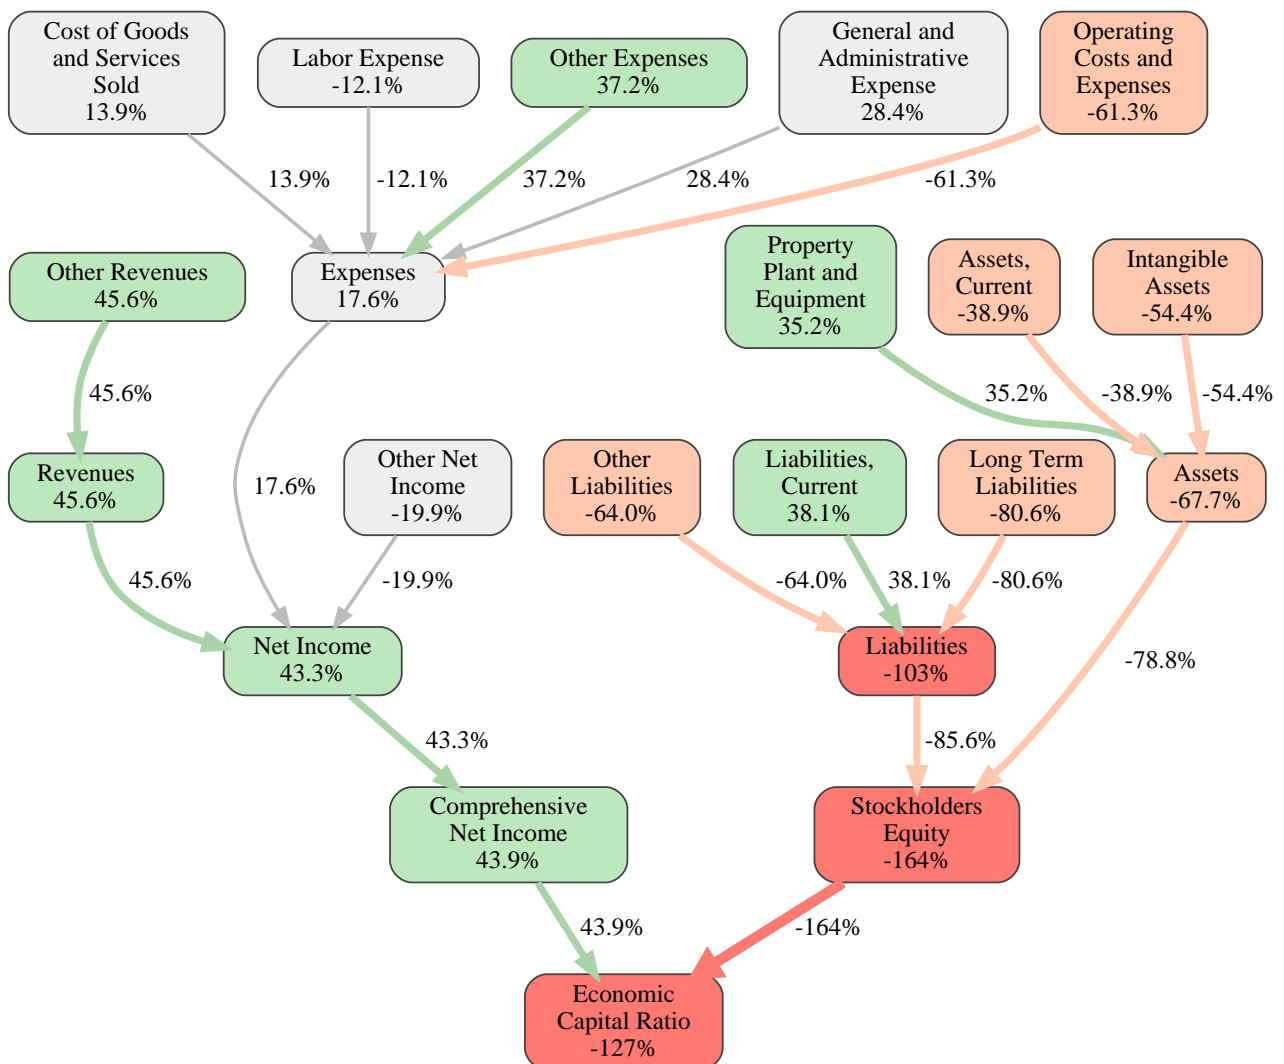 Cost of Goods
and Services
Sold
13.9%
Labor Expense
-12.1%
Other Expenses
37.2%
General and
Administrative
Expense
28.4%
Operating
Costs and
Expenses
-61.3%
13.9%
-12.1%
37.2%
28.4%
-61.3%
Other Revenues
45.6%
Expenses
17.6%
Property
Plant and
Equipment
35.2%
Assets,
Current
-38.9%
Intangible
Assets
-54.4%
45.6%
35.2%
-38.9%
-54.4%
Revenues
45.6%
17.6%
Other Net
Income
-19.9%
Other
Liabilities
-64.0%
Liabilities,
Current
38.1%
Long Term
Liabilities
-80.6%
Assets
-67.7%
45.6%
-19.9%
-64.0%
38.1%
-80.6%
Net Income
43.3%
Liabilities
-103%
-78.8%
43.3%
-85.6%
Comprehensive
Net Income
43.9%
Stockholders
Equity
-164%
43.9%
-164%
Economic
Capital Ratio
-127%